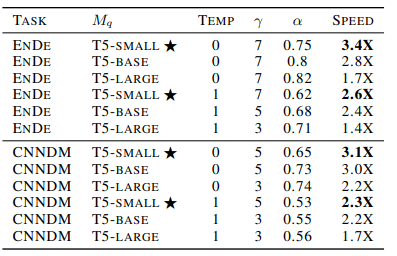 TASK M_q TEMP γ α SPEED
ENDE T5-SMALL ★ 0 7 0.75 3.4X
ENDE T5-BASE 0 7 0.8 2.8X
ENDE T5-LARGE 0 7 0.82 1.7X
ENDE T5-SMALL ★ 1 7 0.62 2.6X
ENDE T5-BASE 1 5 0.68 2.4X
ENDE T5-LARGE 1 3 0.71 1.4X
CNNDM T5-SMALL ★ 0 5 0.65 3.1X
CNNDM T5-BASE 0 5 0.73 3.0X
CNNDM T5-LARGE 0 3 0.74 2.2X
CNNDM T5-SMALL ★ 1 5 0.53 2.3X
CNNDM T5-BASE 1 3 0.55 2.2X
CNNDM T5-LARGE 1 3 0.56 1.7X